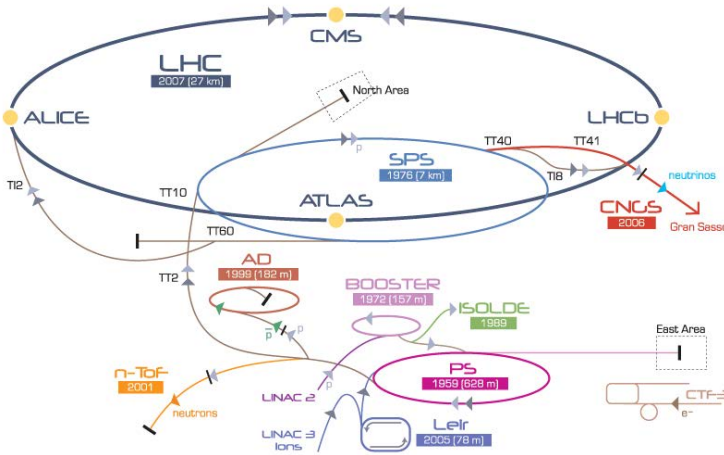 CMS
LHC
2007 (27 km)
North Area
ALICE
LHCb
TT40
TT41
SPS
1976 (7 km)
p
TI8
TI2
TT10
neutrinos
ATLAS
CNGS
2006
Gran Sasso
TT60
AD
1999 (182 m)
TT2
BOOSTER
1972 (157 m)
ISOLDE
1989
p̅
p
East Area
n-ToF
2001
PS
1959 (628 m)
LINAC 2
p
neutrons
CTF-3
e-
LINAC 3
Ions
LeIr
2005 (78 m)